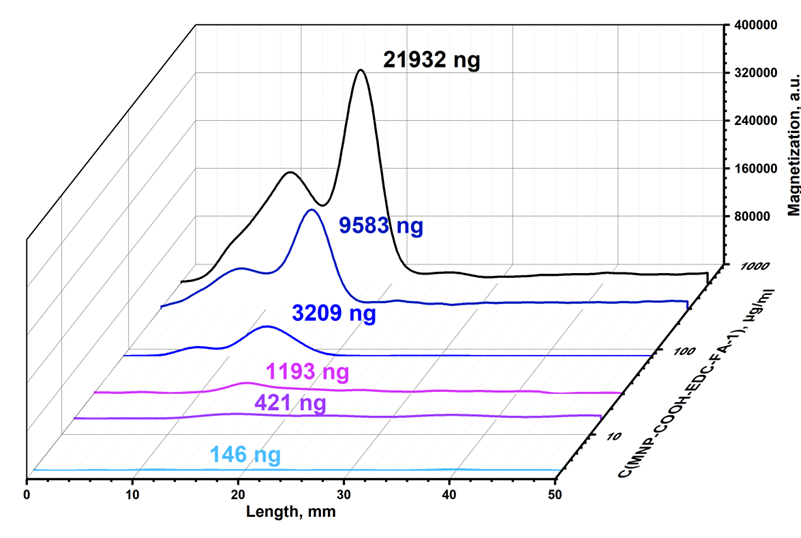 400000
21932 ng
320000
240000
Magnetization, a.u.
160000
9583 ng
80000
1000
3209 ng
100
C(MNP-COOH-EDC-FA-1), µg/ml
1193 ng
421 ng
10
146 ng
0 10 20 30 40 50
Length, mm